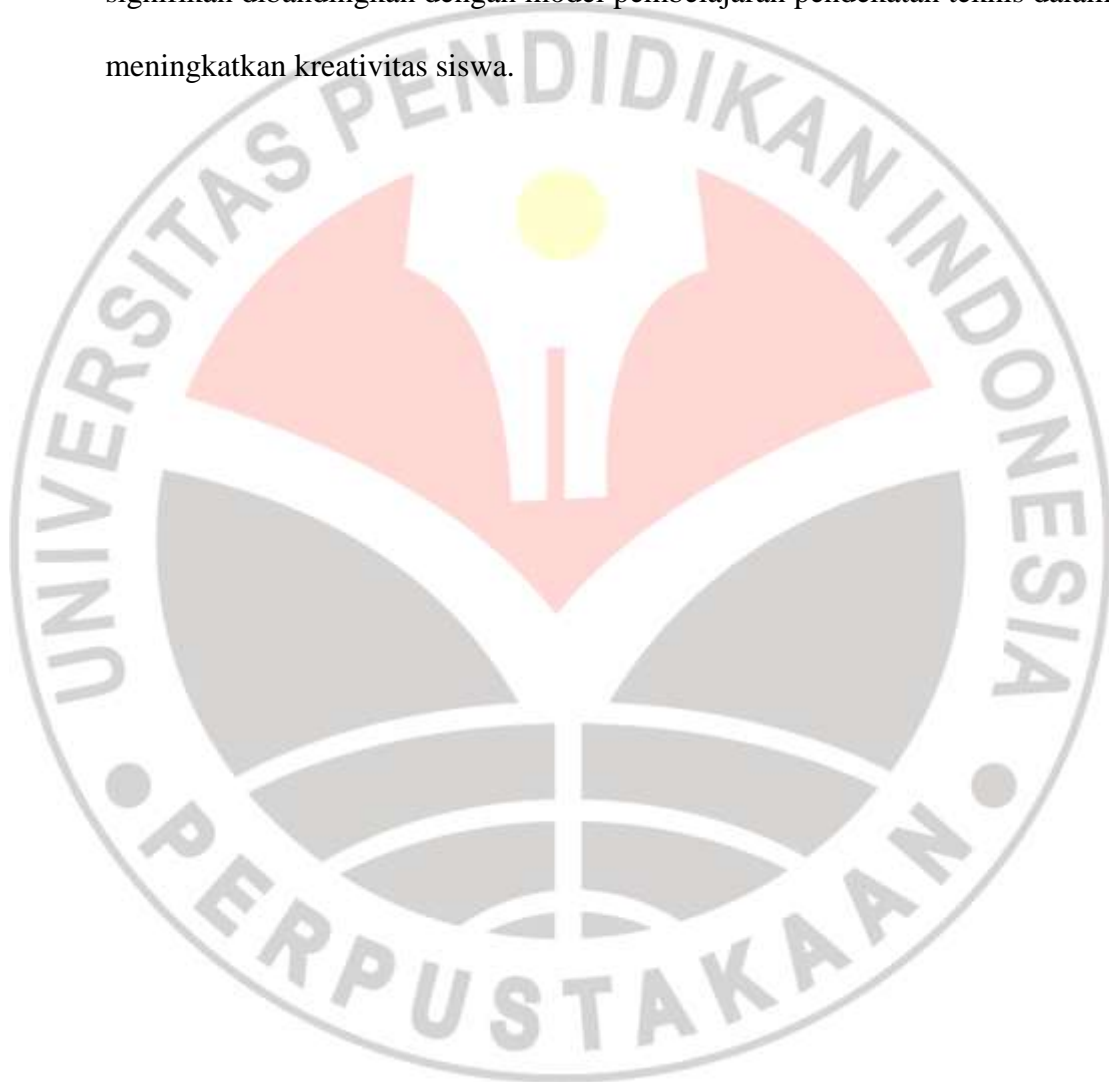 signifikan dibandingkan dengan model pembelajaran pendekatan teknis dalam
meningkatkan kreativitas siswa.
UNIVERSITAS PENDIDIKAN INDONESIA
PERPUSTAKAAN